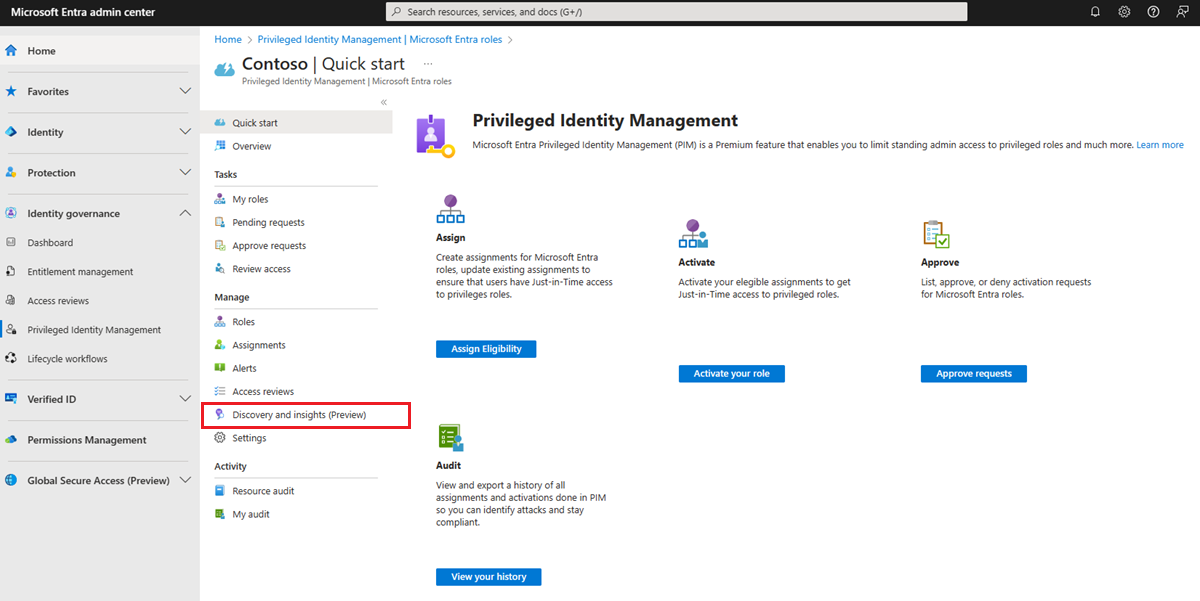 Microsoft Entra admin center
Search resources, services, and docs (G+/)
Home
Favorites
Identity
Protection
Identity governance
Dashboard
Entitlement management
Access reviews
Privileged Identity Management
Lifecycle workflows
Verified ID
Permissions Management
Global Secure Access (Preview)
Home > Privileged Identity Management | Microsoft Entra roles >
Contoso | Quick start ...
Privileged Identity Management | Microsoft Entra roles
«
Quick start
Overview
Tasks
My roles
Pending requests
Approve requests
Review access
Manage
Roles
Assignments
Alerts
Access reviews
Discovery and insights (Preview)
Settings
Activity
Resource audit
My audit
Privileged Identity Management
Microsoft Entra Privileged Identity Management (PIM) is a Premium feature that enables you to limit standing admin access to privileged roles and much more. Learn more
Assign
Create assignments for Microsoft Entra
roles, update existing assignments to
ensure that users have Just-in-Time access
to privileges roles.
Assign Eligibility
Activate
Activate your elegible assignments to get
Just-in-Time access to privileged roles.
Activate your role
Approve
List, approve, or deny activation requests
for Microsoft Entra roles.
Approve requests
Audit
View and export a history of all
assignments and activations done in PIM
so you can identify attacks and stay
compliant.
View your history